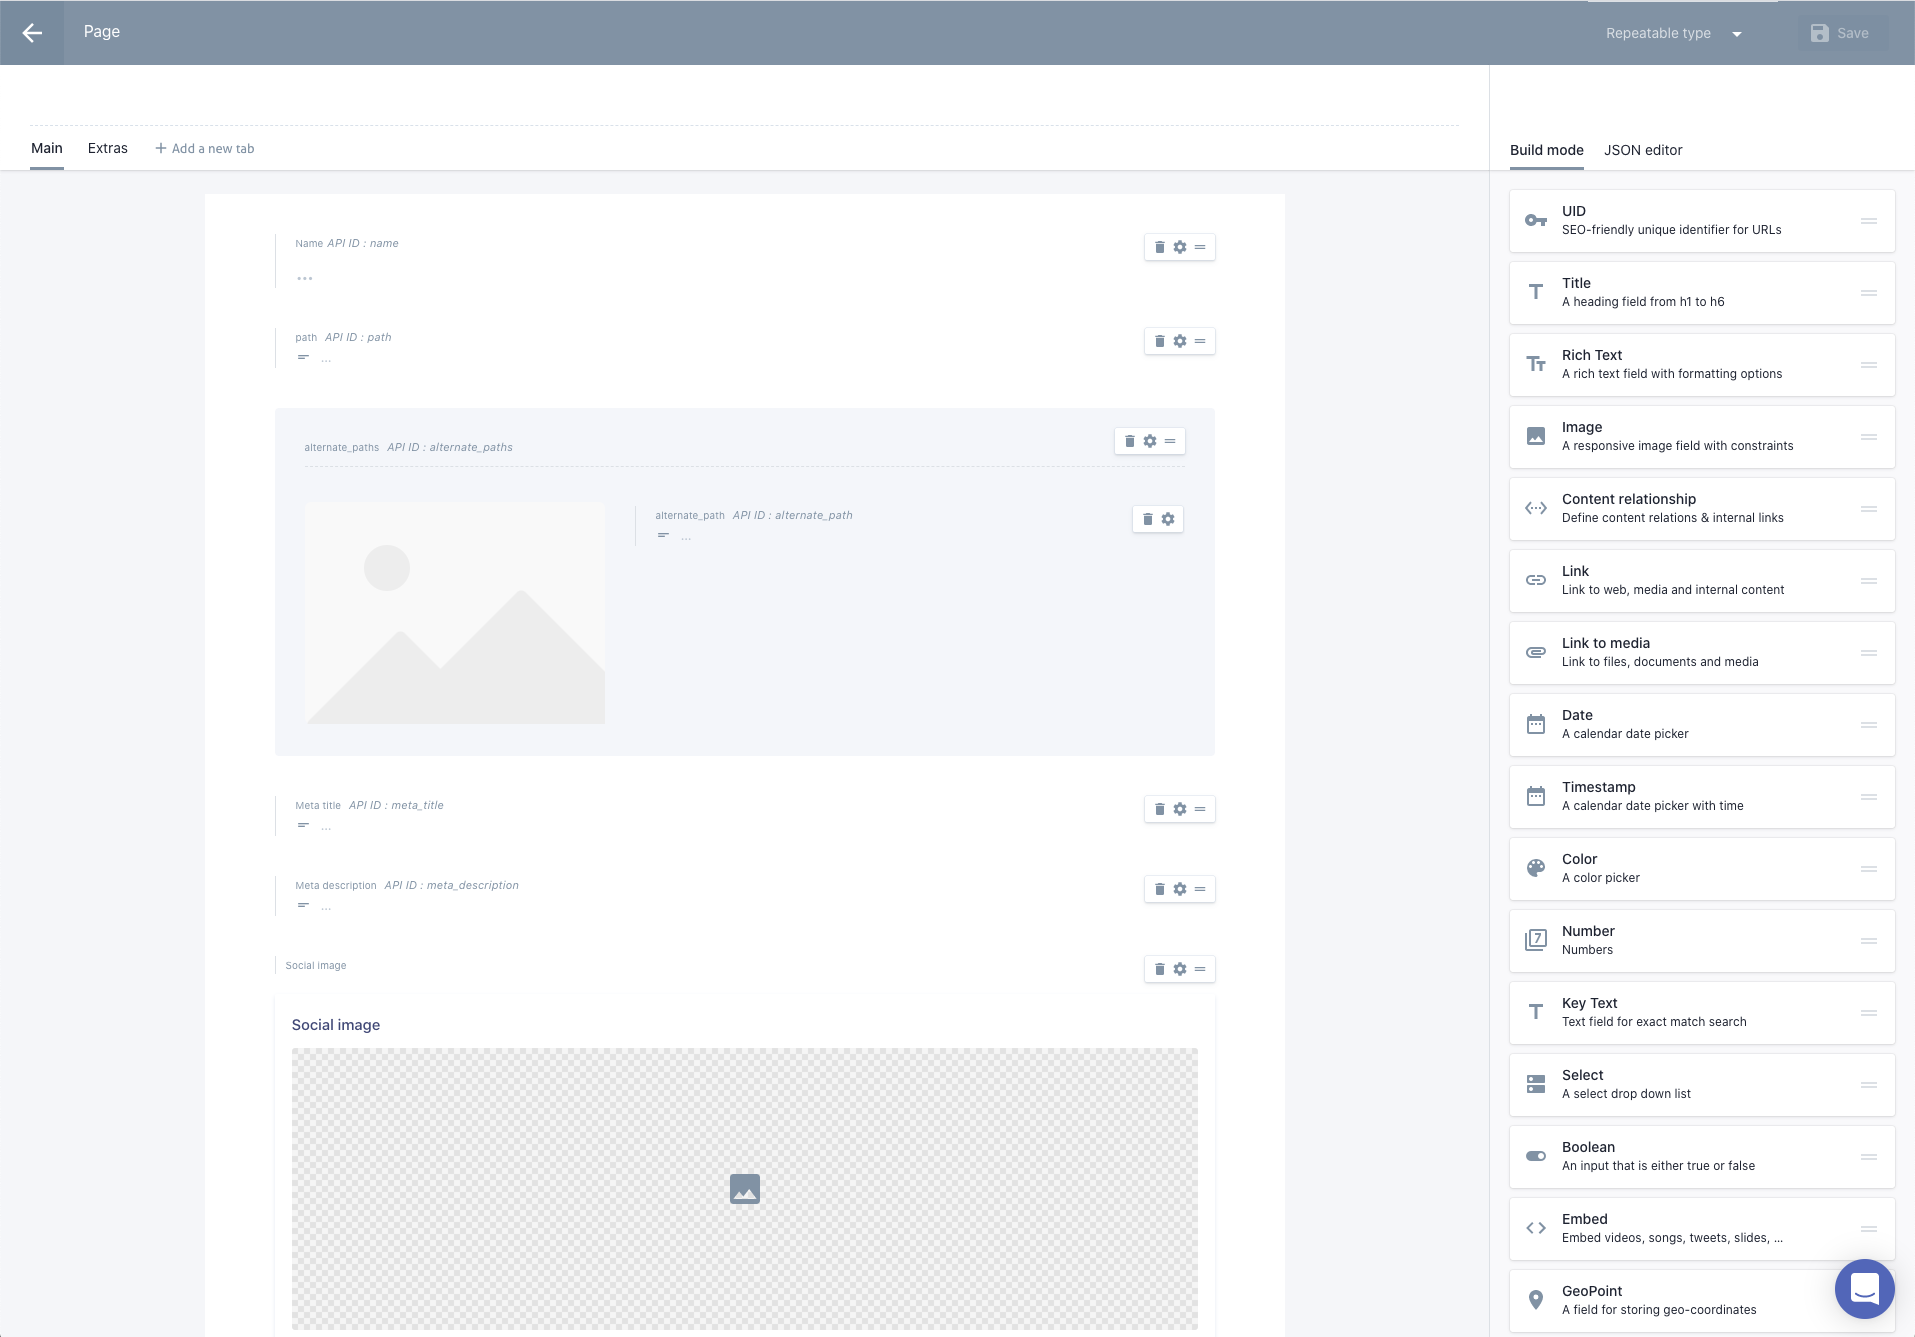 Page
Repeatable type
Save
Main
Extras
+ Add a new tab
Build mode
JSON editor
Name API ID : name
...
path API ID : path
...
alternate_paths API ID : alternate_paths
alternate_path API ID : alternate_path
...
Meta title API ID : meta_title
...
Meta description API ID : meta_description
...
Social image
Social image
UID
SEO-friendly unique identifier for URLs
Title
A heading field from h1 to h6
Rich Text
A rich text field with formatting options
Image
A responsive image field with constraints
Content relationship
Define content relations & internal links
Link
Link to web, media and internal content
Link to media
Link to files, documents and media
Date
A calendar date picker
Timestamp
A calendar date picker with time
Color
A color picker
7
Number
Numbers
Key Text
Text field for exact match search
Select
A select drop down list
Boolean
An input that is either true or false
Embed
Embed videos, songs, tweets, slides, ...
GeoPoint
A field for storing geo-coordinates